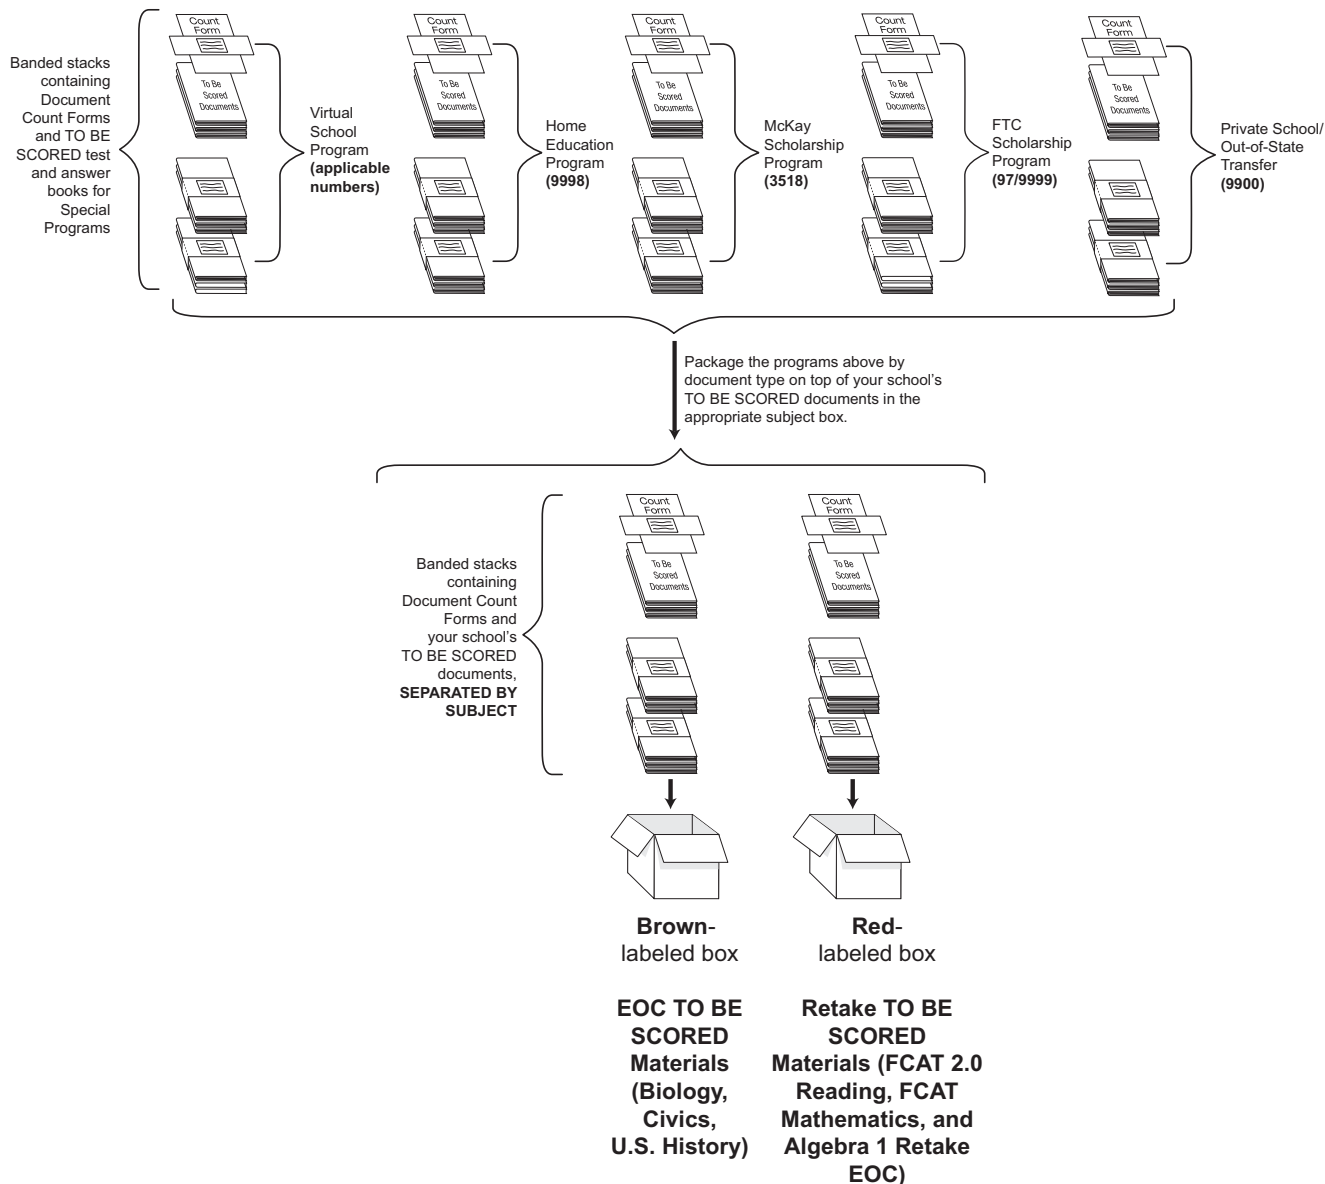 Banded stacks
containing
Document
Count Forms
and TO BE
SCORED test
and answer
books for
Special
Programs
Count
Form
To Be
Scored
Documents
Virtual
School
Program
(applicable
numbers)
Count
Form
To Be
Scored
Documents
Home
Education
Program
(9998)
Count
Form
To Be
Scored
Documents
McKay
Scholarship
Program
(3518)
Count
Form
To Be
Scored
Documents
FTC
Scholarship
Program
(97/9999)
Count
Form
To Be
Scored
Documents
Private School/
Out-of-State
Transfer
(9900)
Package the programs above by
document type on top of your school’s
TO BE SCORED documents in the
appropriate subject box.
Banded stacks
containing
Document Count
Forms and
your school’s
TO BE SCORED
documents,
SEPARATED BY
SUBJECT
Count
Form
To Be
Scored
Documents
Count
Form
To Be
Scored
Documents
Brown-
labeled box
EOC TO BE
SCORED
Materials
(Biology,
Civics,
U.S. History)
Red-
labeled box
Retake TO BE
SCORED
Materials (FCAT 2.0
Reading, FCAT
Mathematics, and
Algebra 1 Retake
EOC)